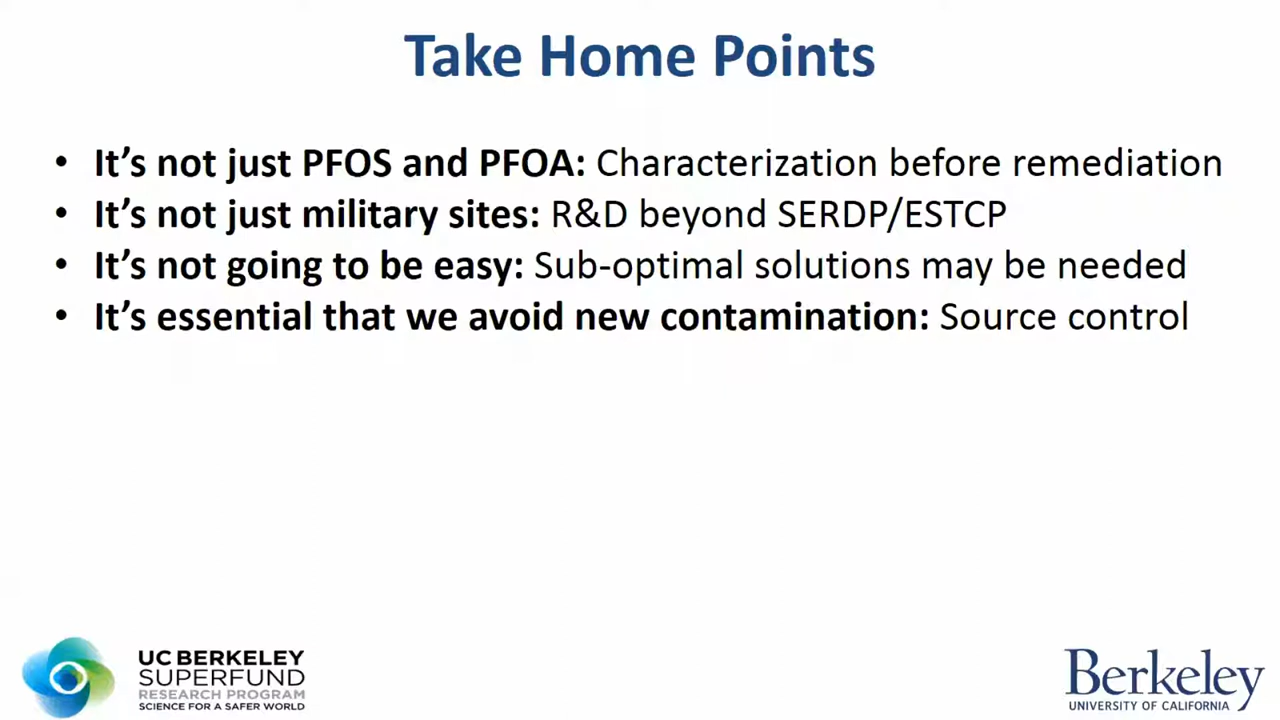 Take Home Points
• It's not just PFOS and PFOA: Characterization before remediation
• It's not just military sites: R&D beyond SERDP/ESTCP
• It's not going to be easy: Sub-optimal solutions may be needed
• It's essential that we avoid new contamination: Source control
UC BERKELEY
SUPERFUND
RESEARCH PROGRAM
SCIENCE FOR A SAFER WORLD
Berkeley
UNIVERSITY OF CALIFORNIA